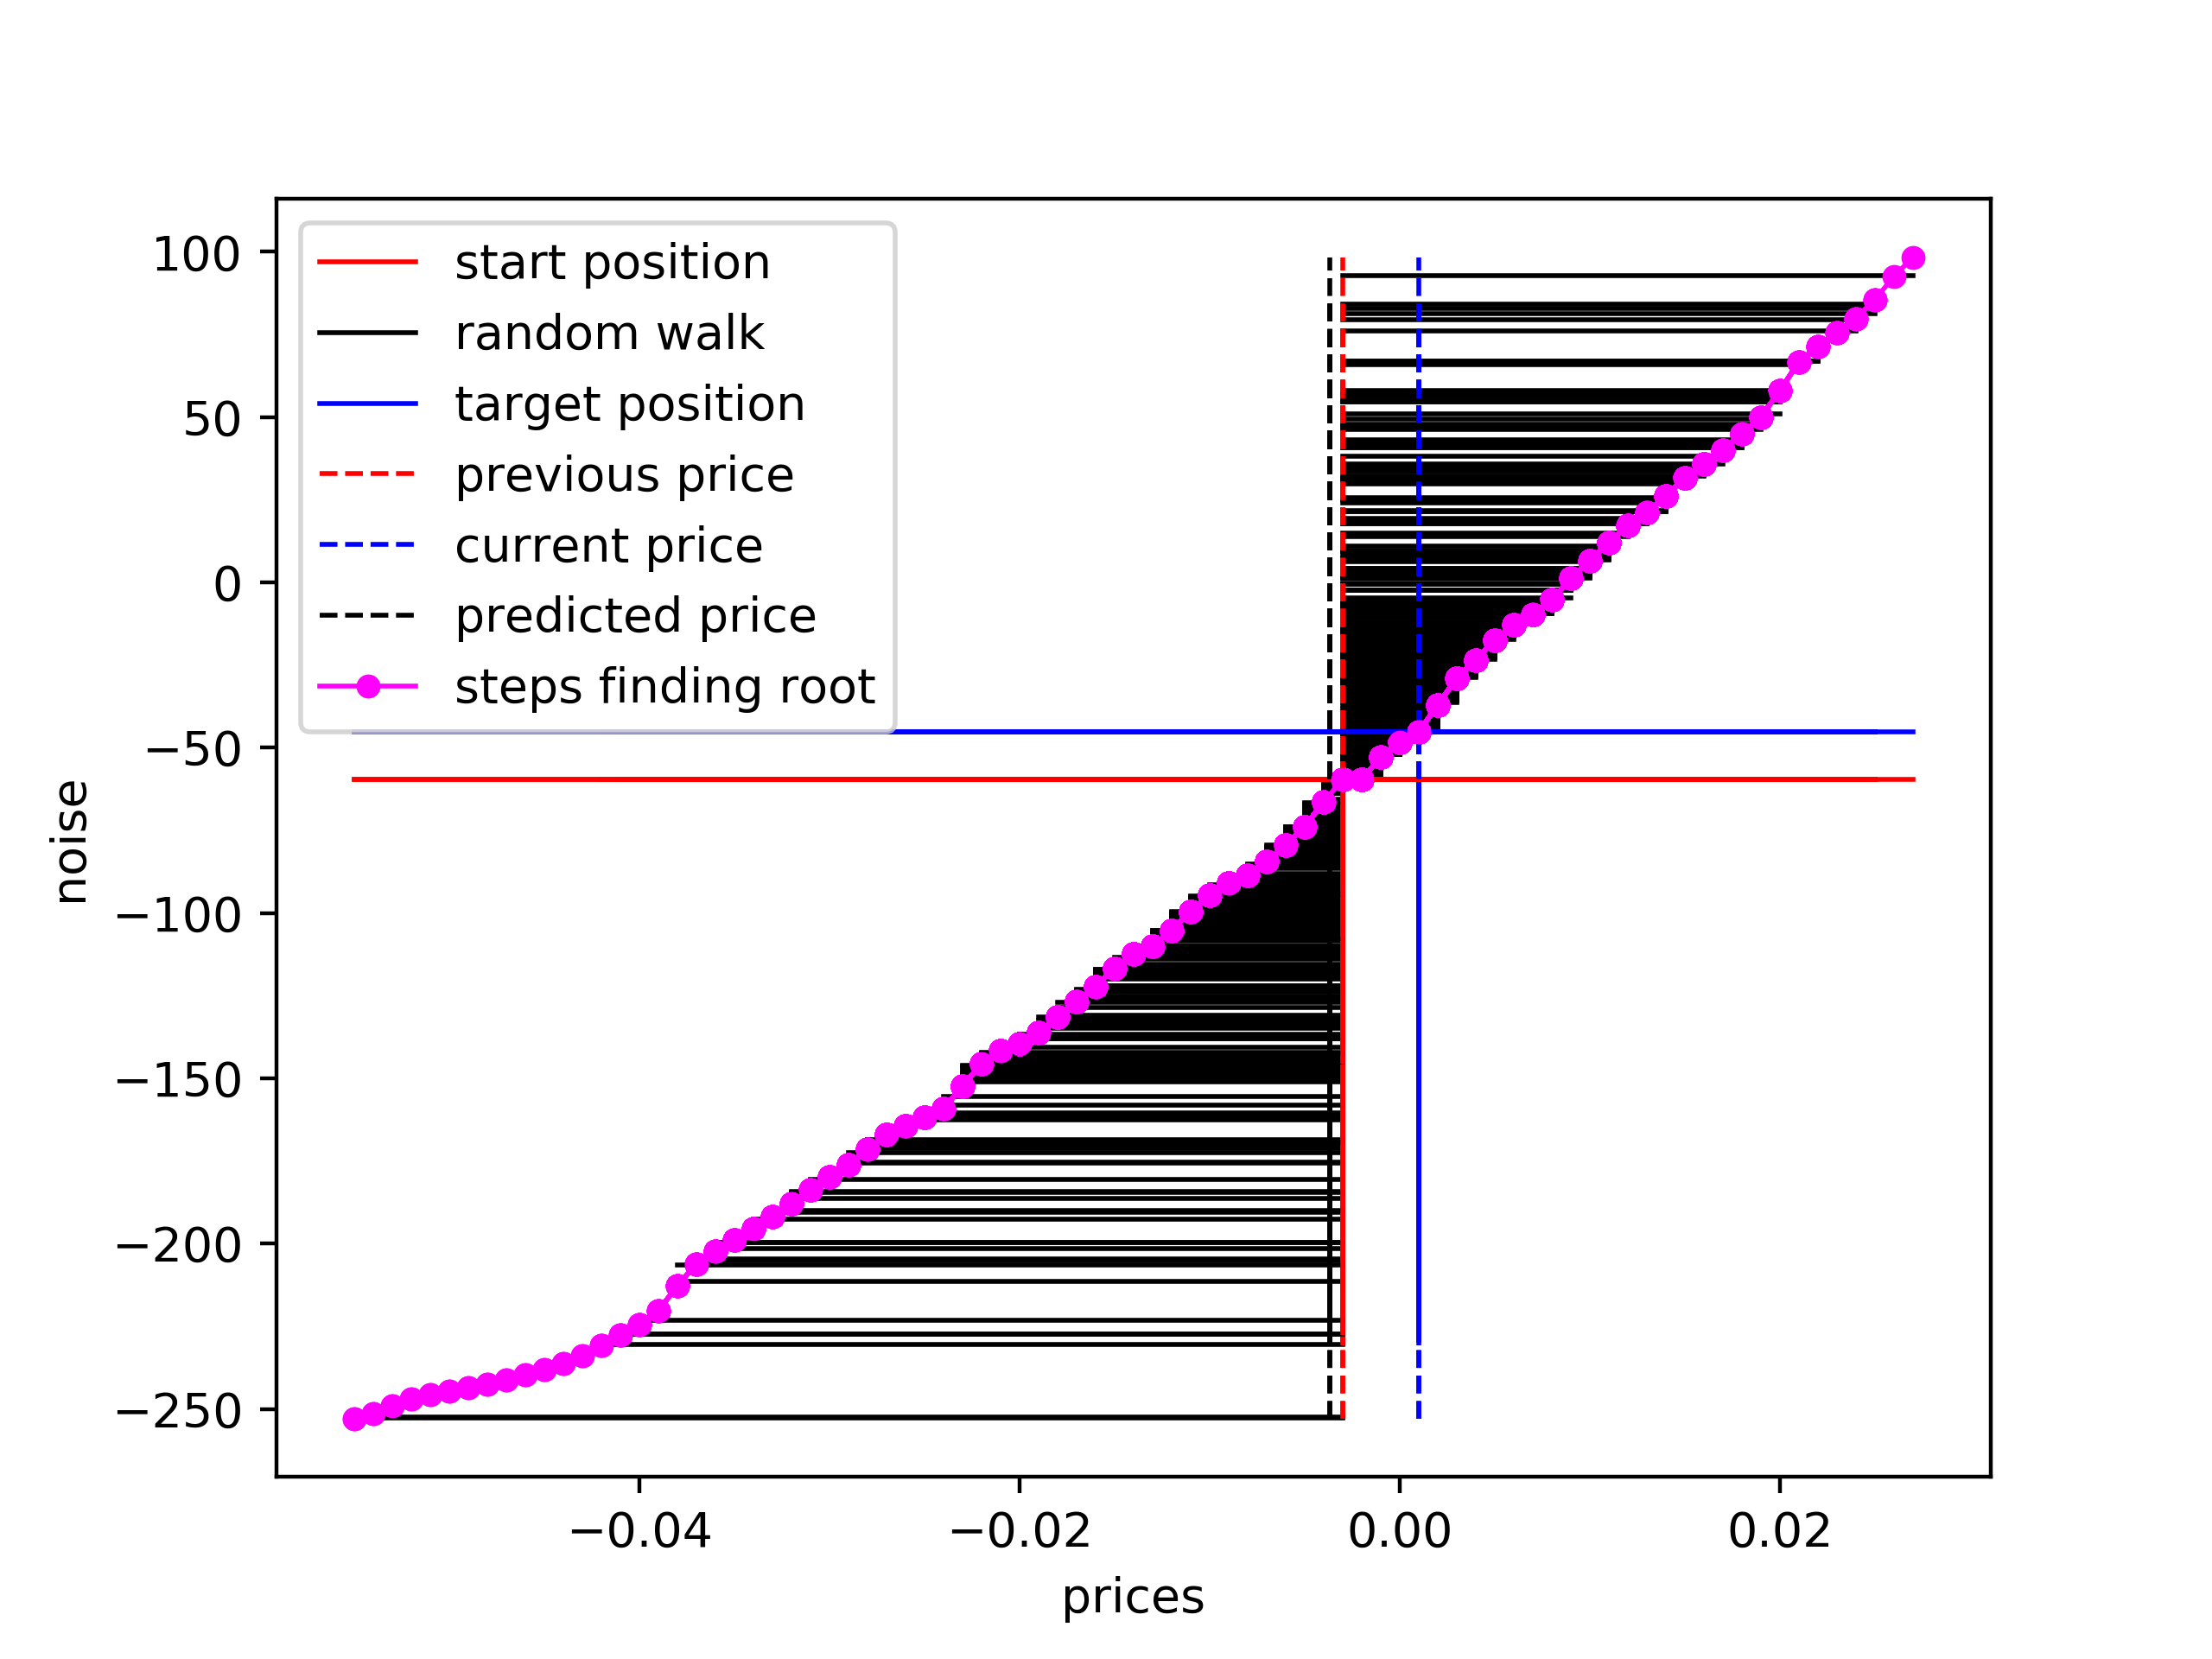 start position
random walk
target position
previous price
current price
predicted price
steps finding root
100
50
0
−50
−100
−150
−200
−250
noise
−0.04
−0.02
0.00
0.02
prices